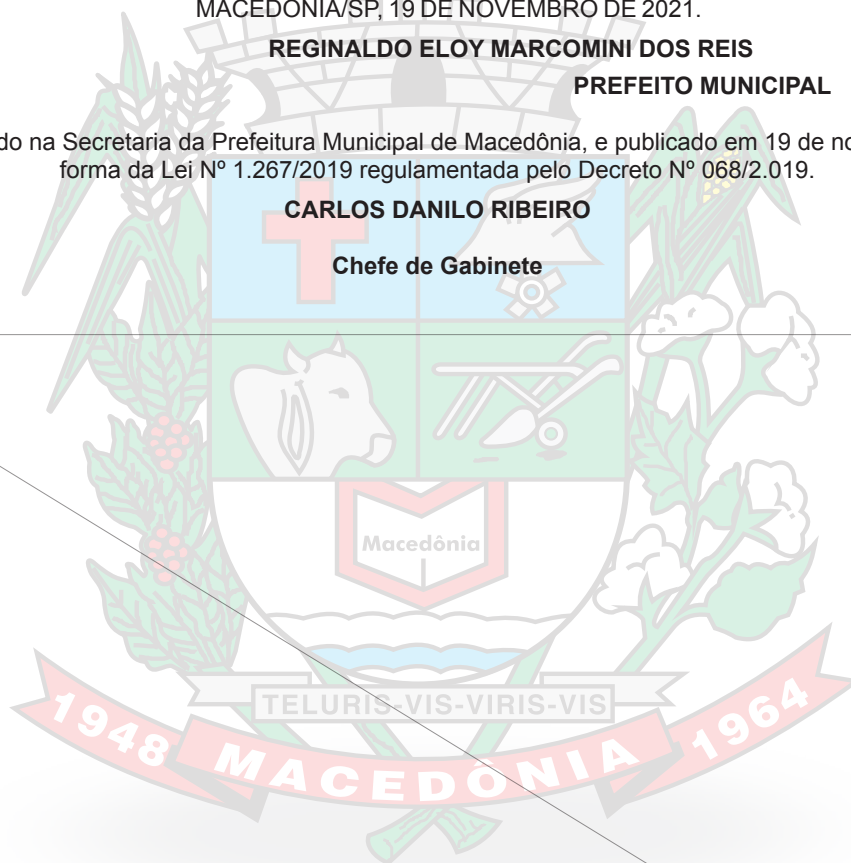 MACEDÔNIA/SP, 19 DE NOVEMBRO DE 2021.
REGINALDO ELOY MARCOMINI DOS REIS
PREFEITO MUNICIPAL
do na Secretaria da Prefeitura Municipal de Macedônia, e publicado em 19 de no
forma da Lei Nº 1.267/2019 regulamentada pelo Decreto Nº 068/2.019.
CARLOS DANILO RIBEIRO
Chefe de Gabinete
Macedônia
TELURIS-VIS-VIRIS-VIS
1948 MACEDÔNIA 1964